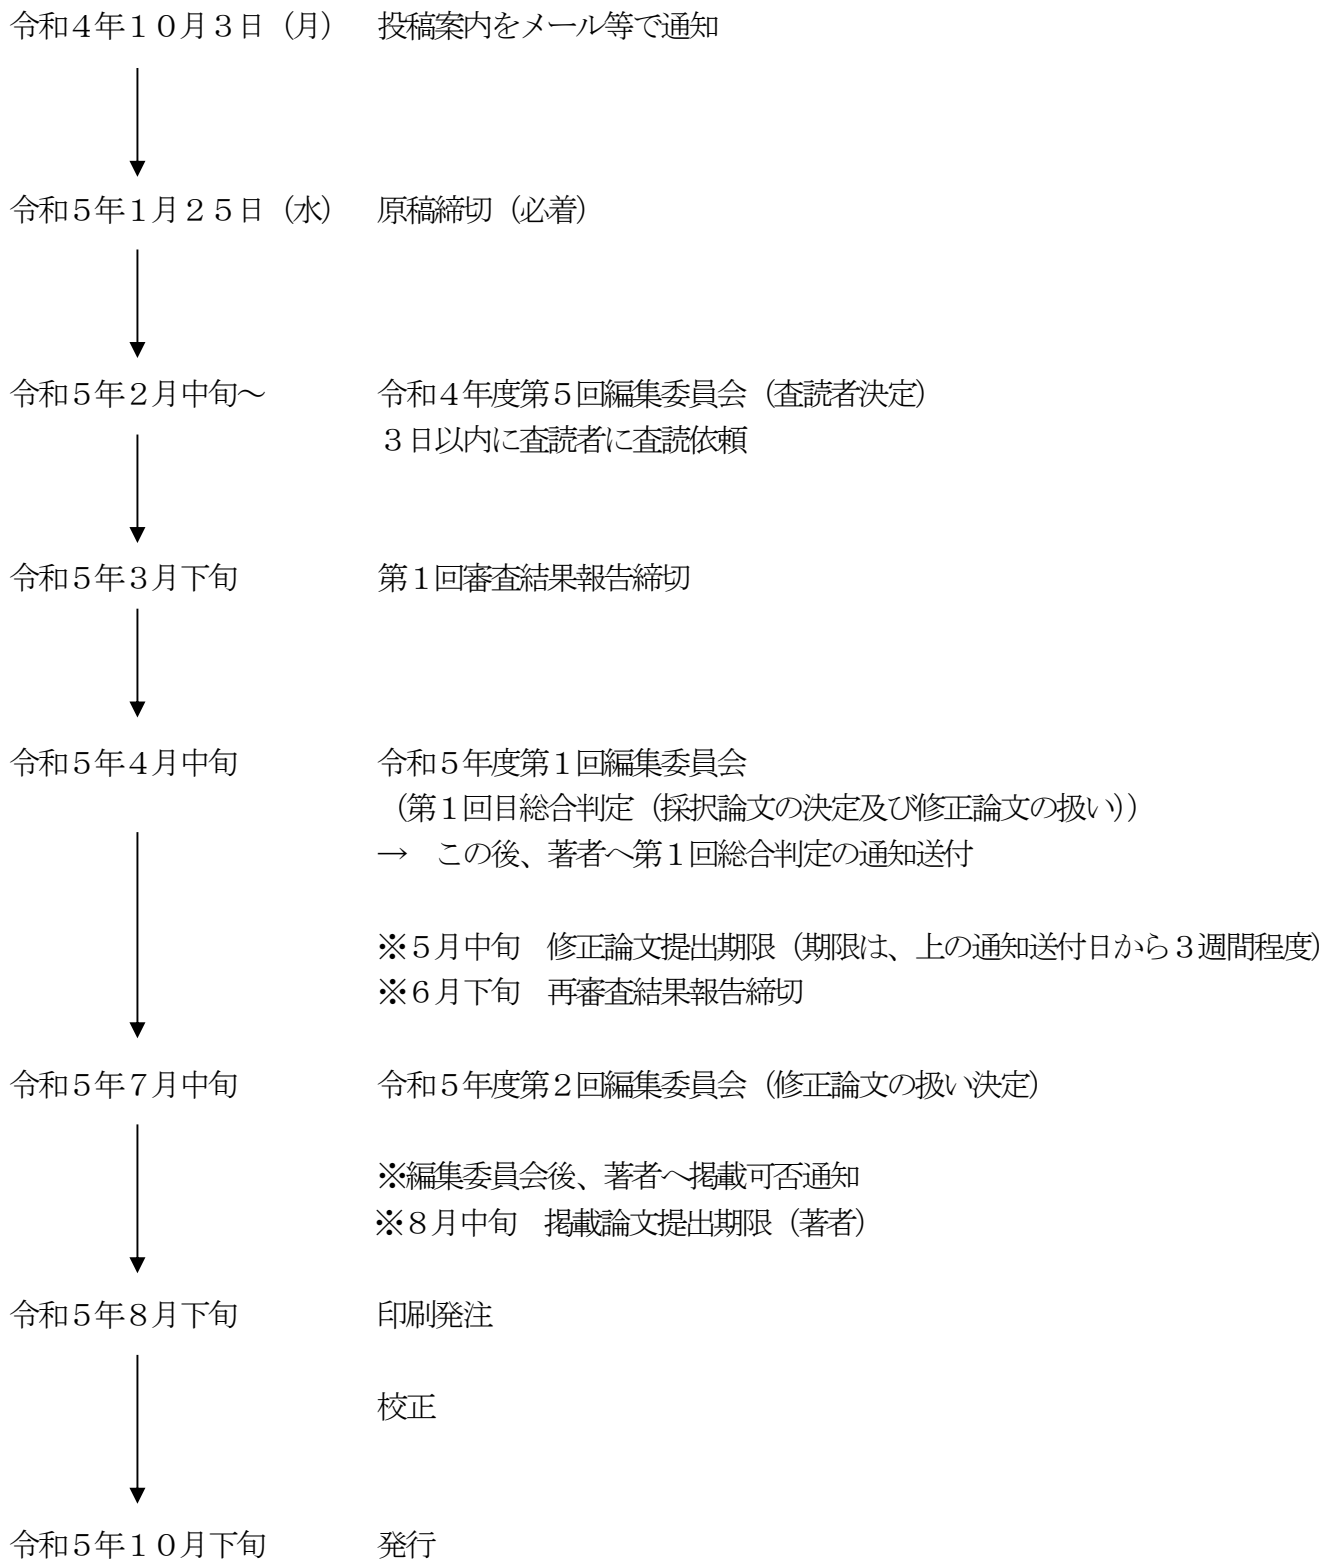 令和４年１０月３日（月）　投稿案内をメール等で通知
令和５年１月２５日（水）　原稿締切（必着）
令和５年２月中旬～　令和４年度第５回編集委員会（査読者決定）
３日以内に査読者に査読依頼
令和５年３月下旬　第１回審査結果報告締切
令和５年４月中旬　令和５年度第１回編集委員会
（第１回目総合判定（採択論文の決定及び修正論文の扱い））
→　この後、著者へ第１回総合判定の通知送付
※５月中旬　修正論文提出期限（期限は、上の通知送付日から３週間程度）
※６月下旬　再審査結果報告締切
令和５年７月中旬　令和５年度第２回編集委員会（修正論文の扱い決定）
※編集委員会後、著者へ掲載可否通知
※８月中旬　掲載論文提出期限（著者）
令和５年８月下旬　印刷発注
校正
令和５年１０月下旬　発行